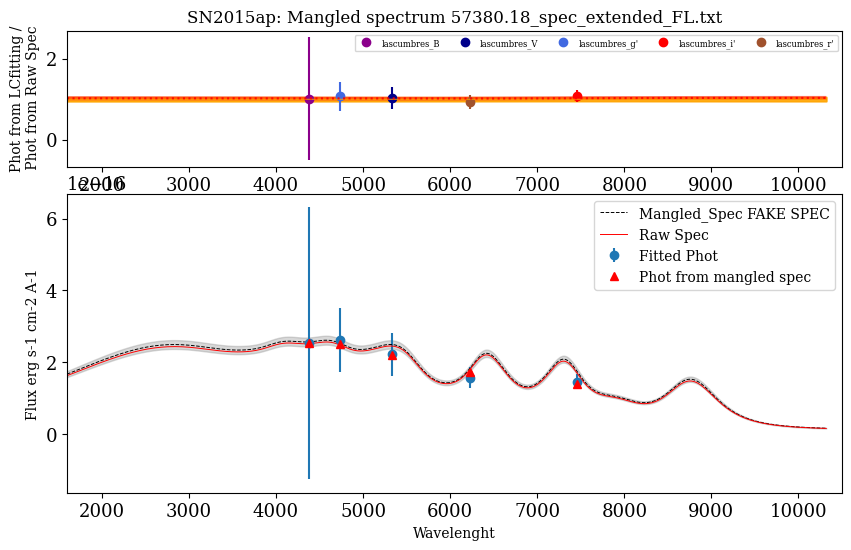 SN2015ap: Mangled spectrum 57380.18_spec_extended_FL.txt
Phot from LCfitting /
Phot from Raw Spec
2
0
lascumbres_B
lascumbres_V
lascumbres_g'
lascumbres_i'
lascumbres_r'
2000 3000 4000 5000 6000 7000 8000 9000 10000
1e−16
Flux erg s-1 cm-2 A-1
6
4
2
0
Mangled_Spec FAKE SPEC
Raw Spec
Fitted Phot
Phot from mangled spec
2000 3000 4000 5000 6000 7000 8000 9000 10000
Wavelenght